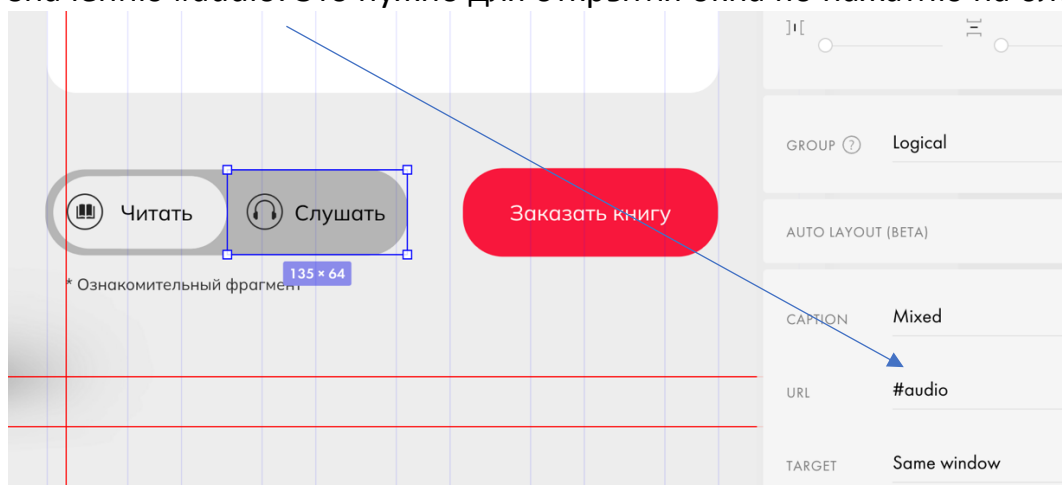 GROUP ? Logical
Читать Слушать Заказать книгу
AUTO LAYOUT (BETA)
135 × 64
* Ознакомительный фрагмент
CAPTION Mixed
URL #audio
TARGET Same window